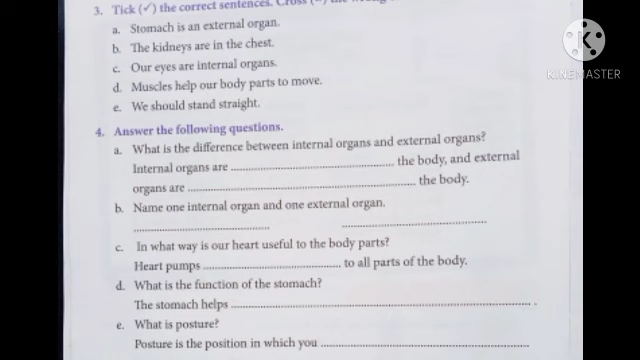 3. Tick (✓) the correct sentences. Cross the wrong
a. Stomach is an external organ.
b. The kidneys are in the chest.
c. Our eyes are internal organs.
d. Muscles help our body parts to move.
e. We should stand straight.
4. Answer the following questions.
a. What is the difference between internal organs and external organs?
Internal organs are ........................................ the body, and external
organs are ........................................................ the body.
b. Name one internal organ and one external organ.
................................. ...................................
c. In what way is our heart useful to the body parts?
Heart pumps .................................. to all parts of the body.
d. What is the function of the stomach?
The stomach helps ........................................................................... .
e. What is posture?
Posture is the position in which you ....................................................
K
KINEMASTER